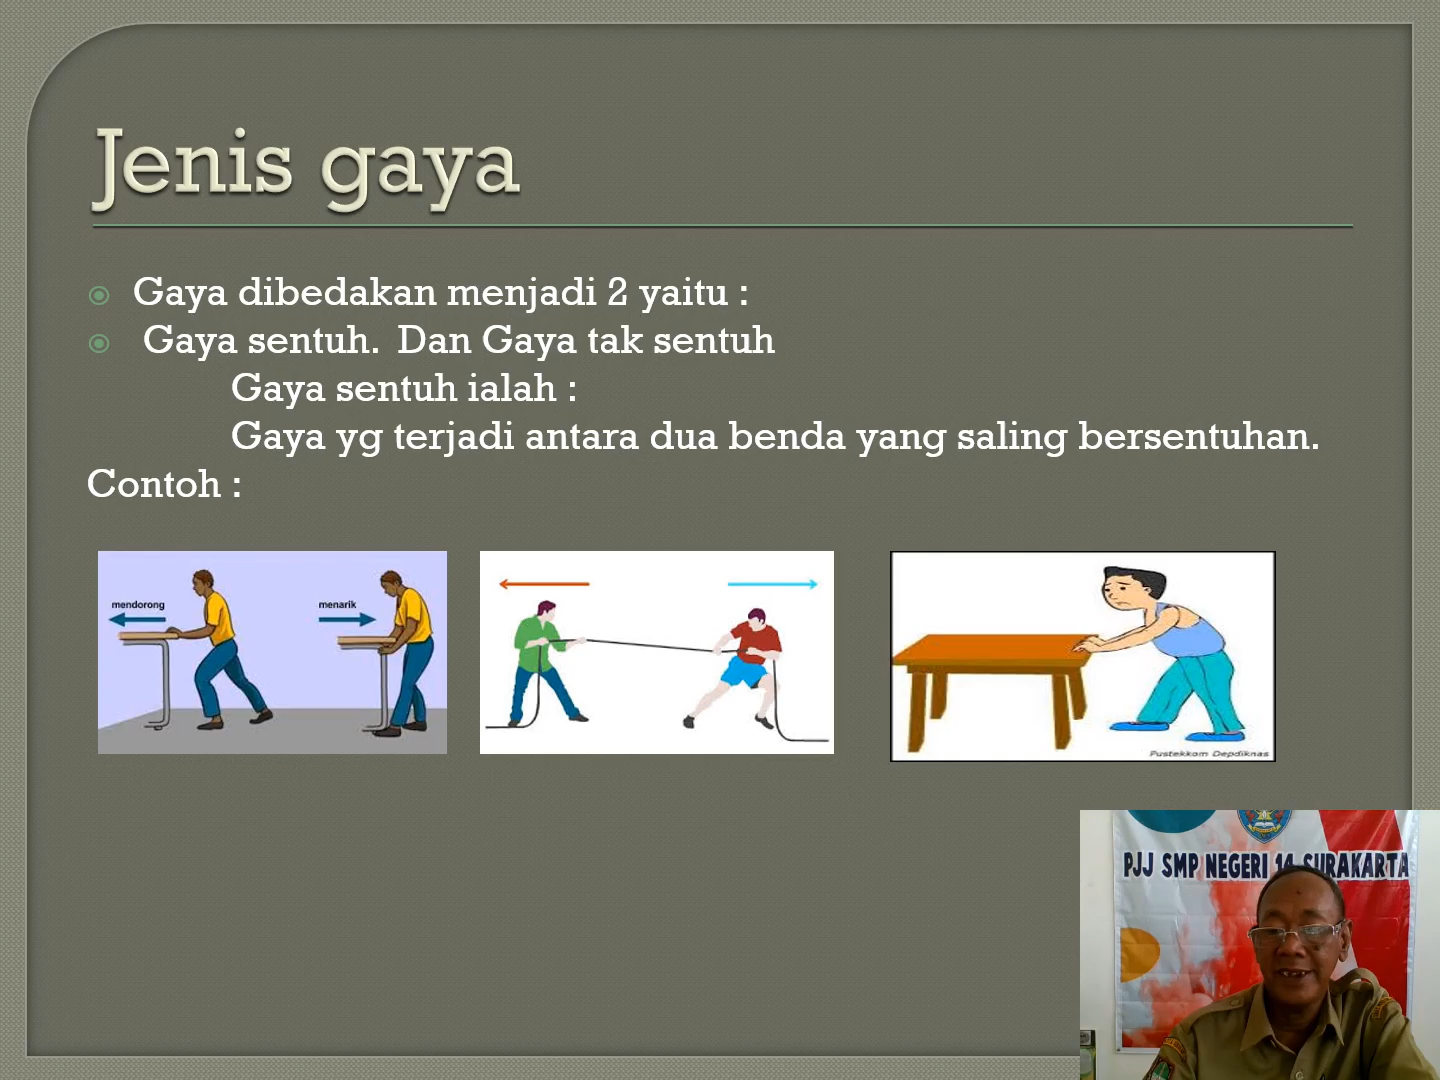 Jenis gaya
Gaya dibedakan menjadi 2 yaitu :
Gaya sentuh. Dan Gaya tak sentuh
Gaya sentuh ialah :
Gaya yg terjadi antara dua benda yang saling bersentuhan.
Contoh :
mendorong
menarik
Pustekkom Depdiknas
PJJ SMP NEGERI 14 SURAKARTA